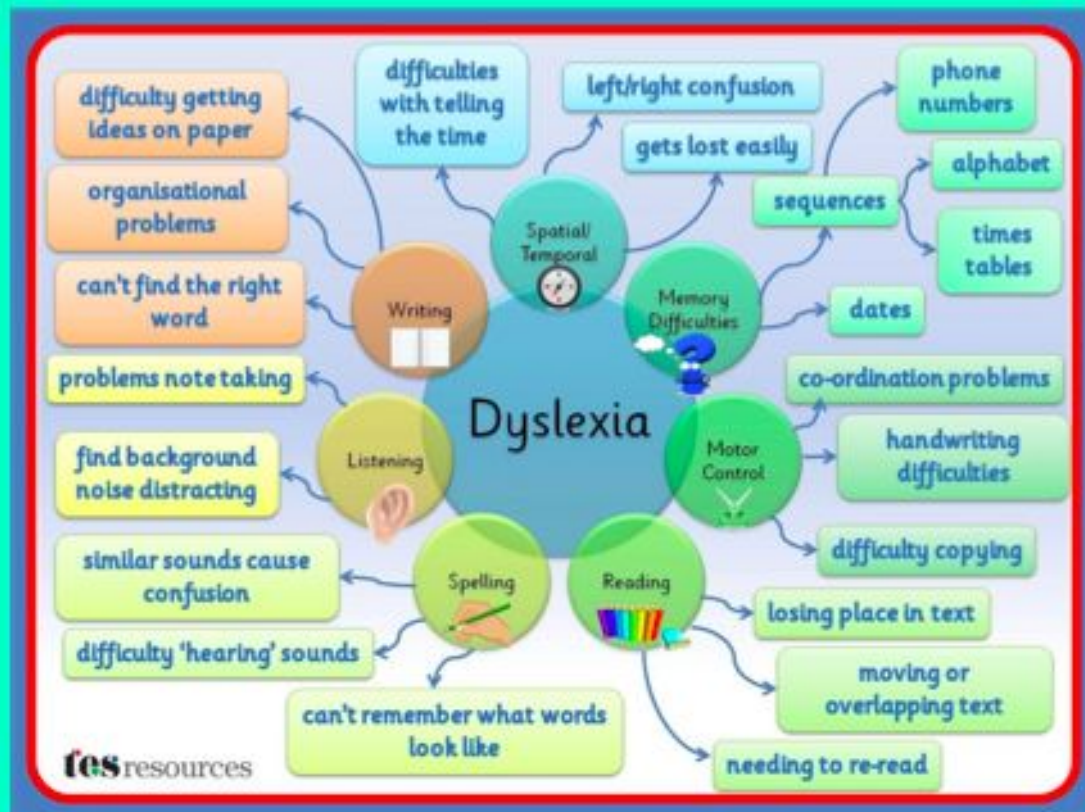 difficulty getting
ideas on paper
organisational
problems
can't find the right
word
Writing
difficulties
with telling
the time
left/right confusion
gets lost easily
Spatial/
Temporal
phone
numbers
alphabet
sequences
times
tables
dates
Memory
Difficulties
Dyslexia
problems note taking
find background
noise distracting
Listening
co-ordination problems
handwriting
difficulties
difficulty copying
Motor
Control
similar sounds cause
confusion
difficulty 'hearing' sounds
can't remember what words
look like
Spelling
Reading
losing place in text
moving or
overlapping text
needing to re-read
tes resources